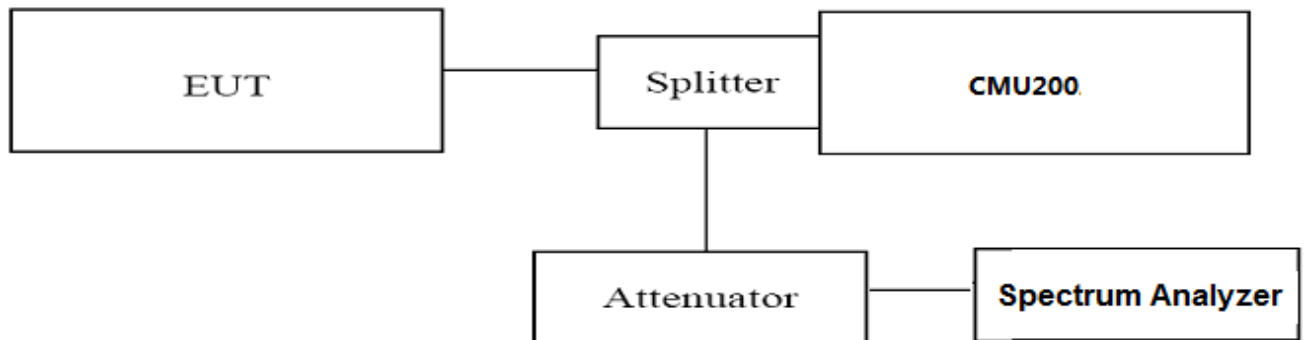 EUT
Splitter
CMU200
Attenuator
Spectrum Analyzer